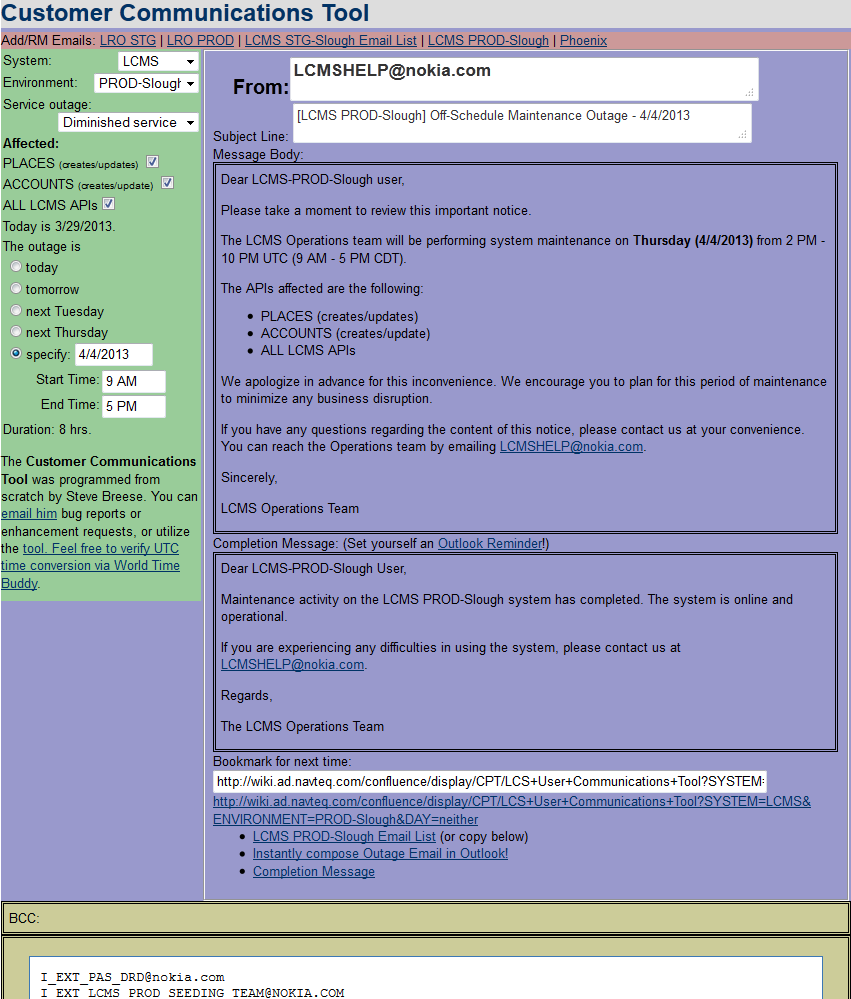 Customer Communications Tool
Add/RM Emails: LRO STG | LRO PROD | LCMS STG-Slough Email List | LCMS PROD-Slough | Phoenix
System: LCMS
Environment: PROD-Slough
Service outage:
Diminished service
Affected:
PLACES (creates/updates)
ACCOUNTS (creates/update)
ALL LCMS APIs
Today is 3/29/2013.
The outage is
today
tomorrow
next Tuesday
next Thursday
specify: 4/4/2013
Start Time: 9 AM
End Time: 5 PM
Duration: 8 hrs.
The Customer Communications
Tool was programmed from
scratch by Steve Breese. You can
email him bug reports or
enhancement requests, or utilize
the tool. Feel free to verify UTC
time conversion via World Time
Buddy.
From: LCMSHELP@nokia.com
Subject Line: [LCMS PROD-Slough] Off-Schedule Maintenance Outage - 4/4/2013
Message Body:
Dear LCMS-PROD-Slough user,
Please take a moment to review this important notice.
The LCMS Operations team will be performing system maintenance on Thursday (4/4/2013) from 2 PM -
10 PM UTC (9 AM - 5 PM CDT).
The APIs affected are the following:
• PLACES (creates/updates)
• ACCOUNTS (creates/update)
• ALL LCMS APIs
We apologize in advance for this inconvenience. We encourage you to plan for this period of maintenance
to minimize any business disruption.
If you have any questions regarding the content of this notice, please contact us at your convenience.
You can reach the Operations team by emailing LCMSHELP@nokia.com.
Sincerely,
LCMS Operations Team
Completion Message: (Set yourself an Outlook Reminder!)
Dear LCMS-PROD-Slough User,
Maintenance activity on the LCMS PROD-Slough system has completed. The system is online and
operational.
If you are experiencing any difficulties in using the system, please contact us at
LCMSHELP@nokia.com.
Regards,
The LCMS Operations Team
Bookmark for next time:
http://wiki.ad.navteq.com/confluence/display/CPT/LCS+User+Communications+Tool?SYSTEM=
http://wiki.ad.navteq.com/confluence/display/CPT/LCS+User+Communications+Tool?SYSTEM=LCMS&
ENVIRONMENT=PROD-Slough&DAY=neither
• LCMS PROD-Slough Email List (or copy below)
• Instantly compose Outage Email in Outlook!
• Completion Message
BCC:
I_EXT_PAS_DRD@nokia.com
I_EXT_LCMS_PROD_SEEDING_TEAM@NOKIA.COM